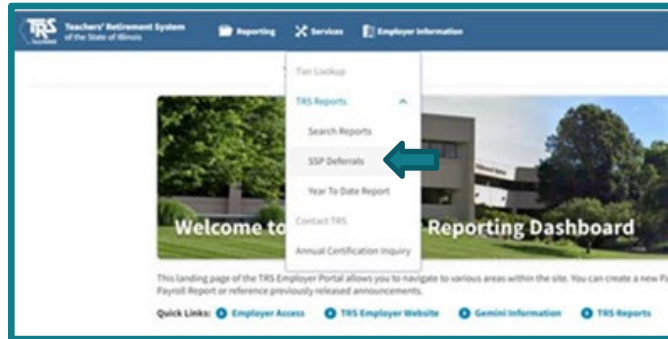 TRS
ILLINOIS
Teachers' Retirement System
of the State of Illinois
Reporting
Services
Employer Information
Tier Lookup
TRS Reports
Search Reports
SSP Deferrals
Year To Date Report
Contact TRS
Annual Certification Inquiry
Welcome to Reporting Dashboard
This landing page of the TRS Employer Portal allows you to navigate to various areas within the site. You can create a new
Payroll Report or reference previously released announcements.
Quick Links: Employer Access TRS Employer Website Gemini Information TRS Reports